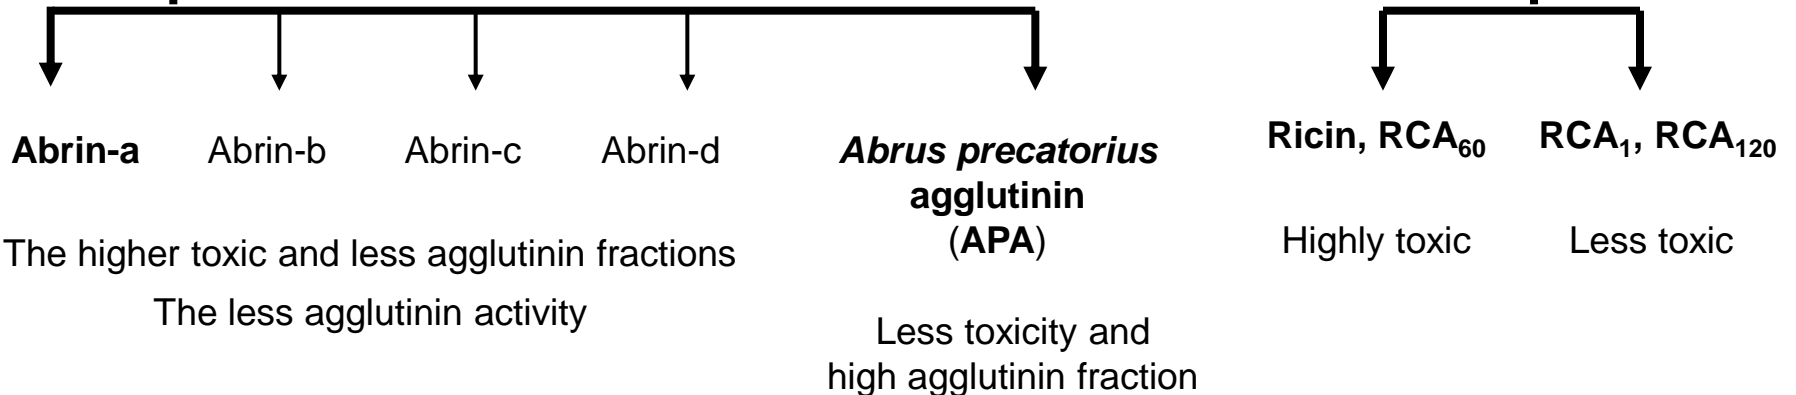 Abrin-a
Abrin-b
Abrin-c
Abrin-d
Abrus precatorius
agglutinin
(APA)
Ricin, RCA60
RCA1, RCA120
The higher toxic and less agglutinin fractions
The less agglutinin activity
Less toxicity and
high agglutinin fraction
Highly toxic
Less toxic